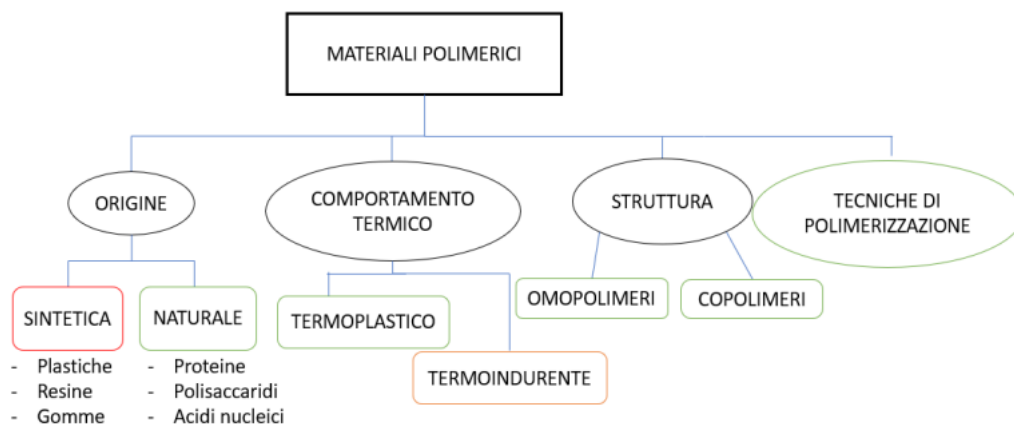 MATERIALI POLIMERICI
ORIGINE
COMPORTAMENTO
TERMICO
STRUTTURA
TECNICHE DI
POLIMERIZZAZIONE
SINTETICA
NATURALE
TERMOPLASTICO
OMOPOLIMERI
COPOLIMERI
TERMOINDURENTE
- Plastiche
- Resine
- Gomme
- Proteine
- Polisaccaridi
- Acidi nucleici